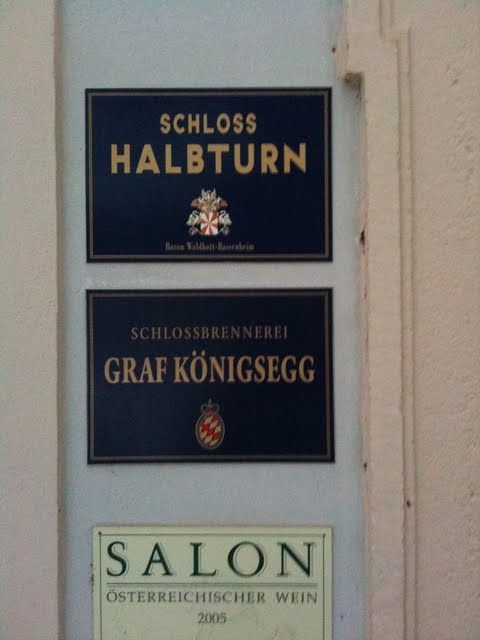 SCHLOSS
HALBTURN
Baron Waldbott-Bassenheim
SCHLOSSBRENNEREI
GRAF KÖNIGSEGG
SALON
ÖSTERREICHISCHER WEIN
2005